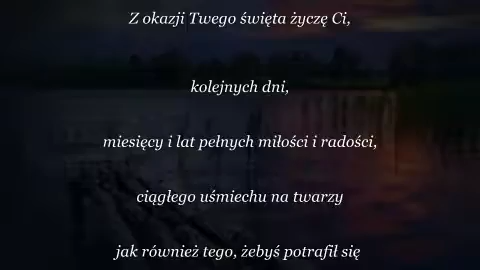 Z okazji Twego święta życzę Ci,
kolejnych dni,
miesięcy i lat pełnych miłości i radości,
ciągłego uśmiechu na twarzy
jak również tego, żebyś potrafił się